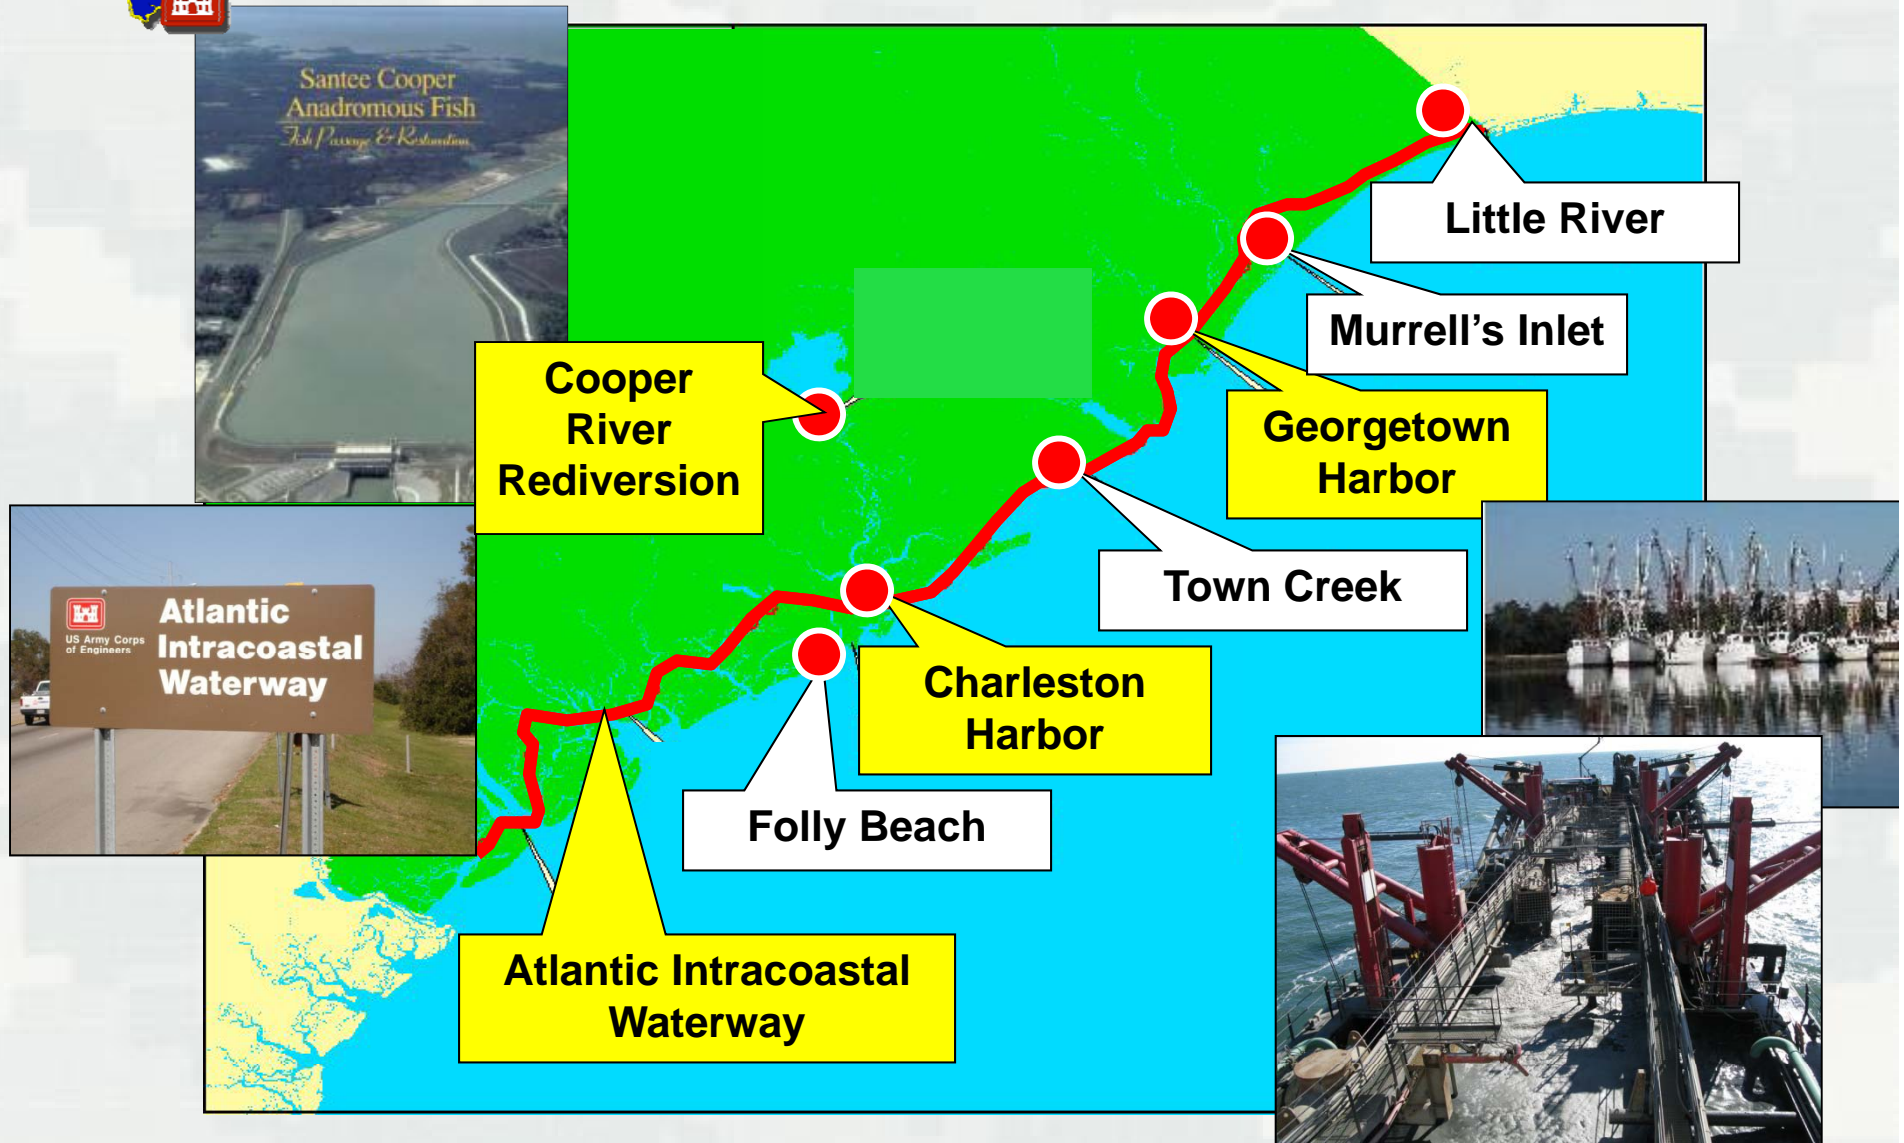 Santee Cooper
Anadromous Fish
Fish Passage & Restoration
Little River
Murrell's Inlet
Cooper
River
Rediversion
Georgetown
Harbor
Town Creek
US Army Corps
of Engineers
Atlantic
Intracoastal
Waterway
Charleston
Harbor
Folly Beach
Atlantic Intracoastal
Waterway